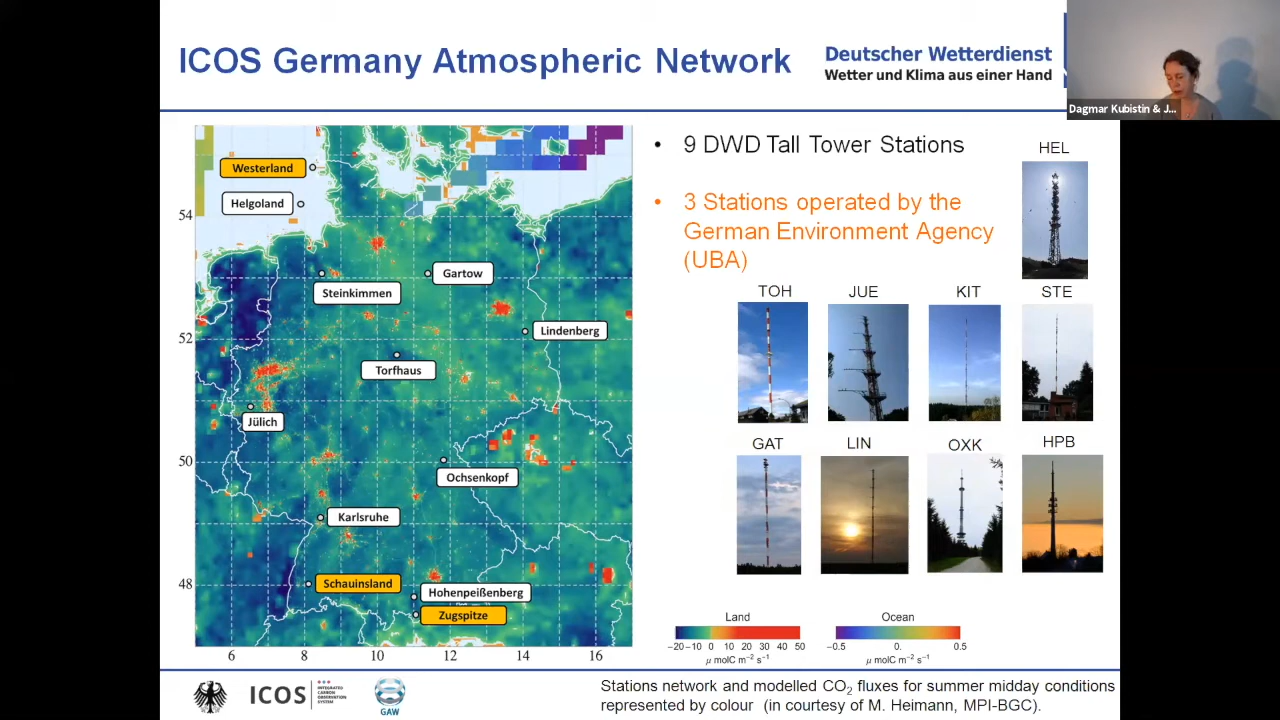 ICOS Germany Atmospheric Network
Deutscher Wetterdienst
Wetter und Klima aus einer Hand
Dagmar Kubistin & J...
• 9 DWD Tall Tower Stations
• 3 Stations operated by the
German Environment Agency
(UBA)
HEL
TOH JUE KIT STE
GAT LIN OXK HPB
Westerland
Helgoland
54
Gartow
Steinkimmen
52
Lindenberg
Torfhaus
Jülich
50
Ochsenkopf
Karlsruhe
48
Schauinsland
Hohenpeißenberg
Zugspitze
6 8 10 12 14 16
Land
−20 −10 0 10 20 30 40 50
μ molC m⁻² s⁻¹
Ocean
−0.5 0. 0.5
μ molC m⁻² s⁻¹
ICOS
INTEGRATED
CARBON
OBSERVATION
SYSTEM
GAW
Stations network and modelled CO₂ fluxes for summer midday conditions
represented by colour (in courtesy of M. Heimann, MPI-BGC).